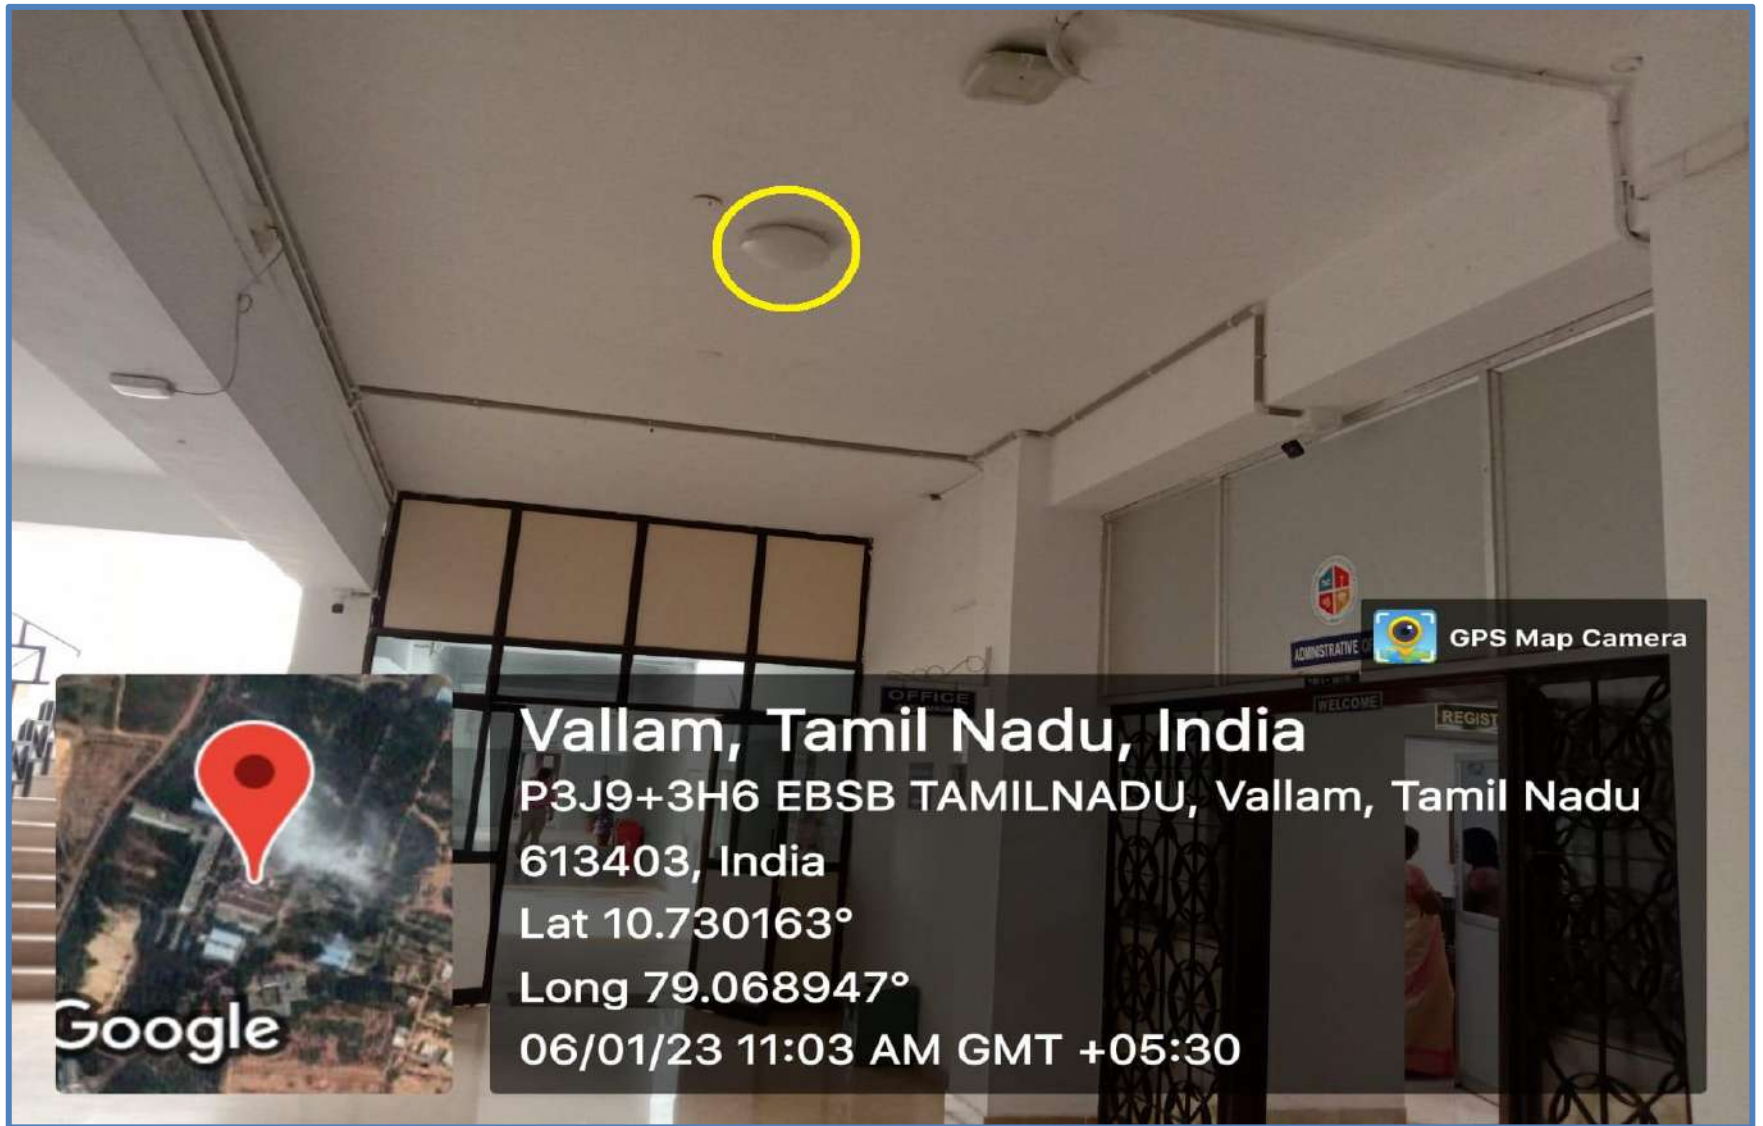 GPS Map Camera
ADMINISTRATIVE
OFFICE
WELCOME
REGIST
Vallam, Tamil Nadu, India
P3J9+3H6 EBSB TAMILNADU, Vallam, Tamil Nadu
613403, India
Lat 10.730163°
Long 79.068947°
06/01/23 11:03 AM GMT +05:30
Google